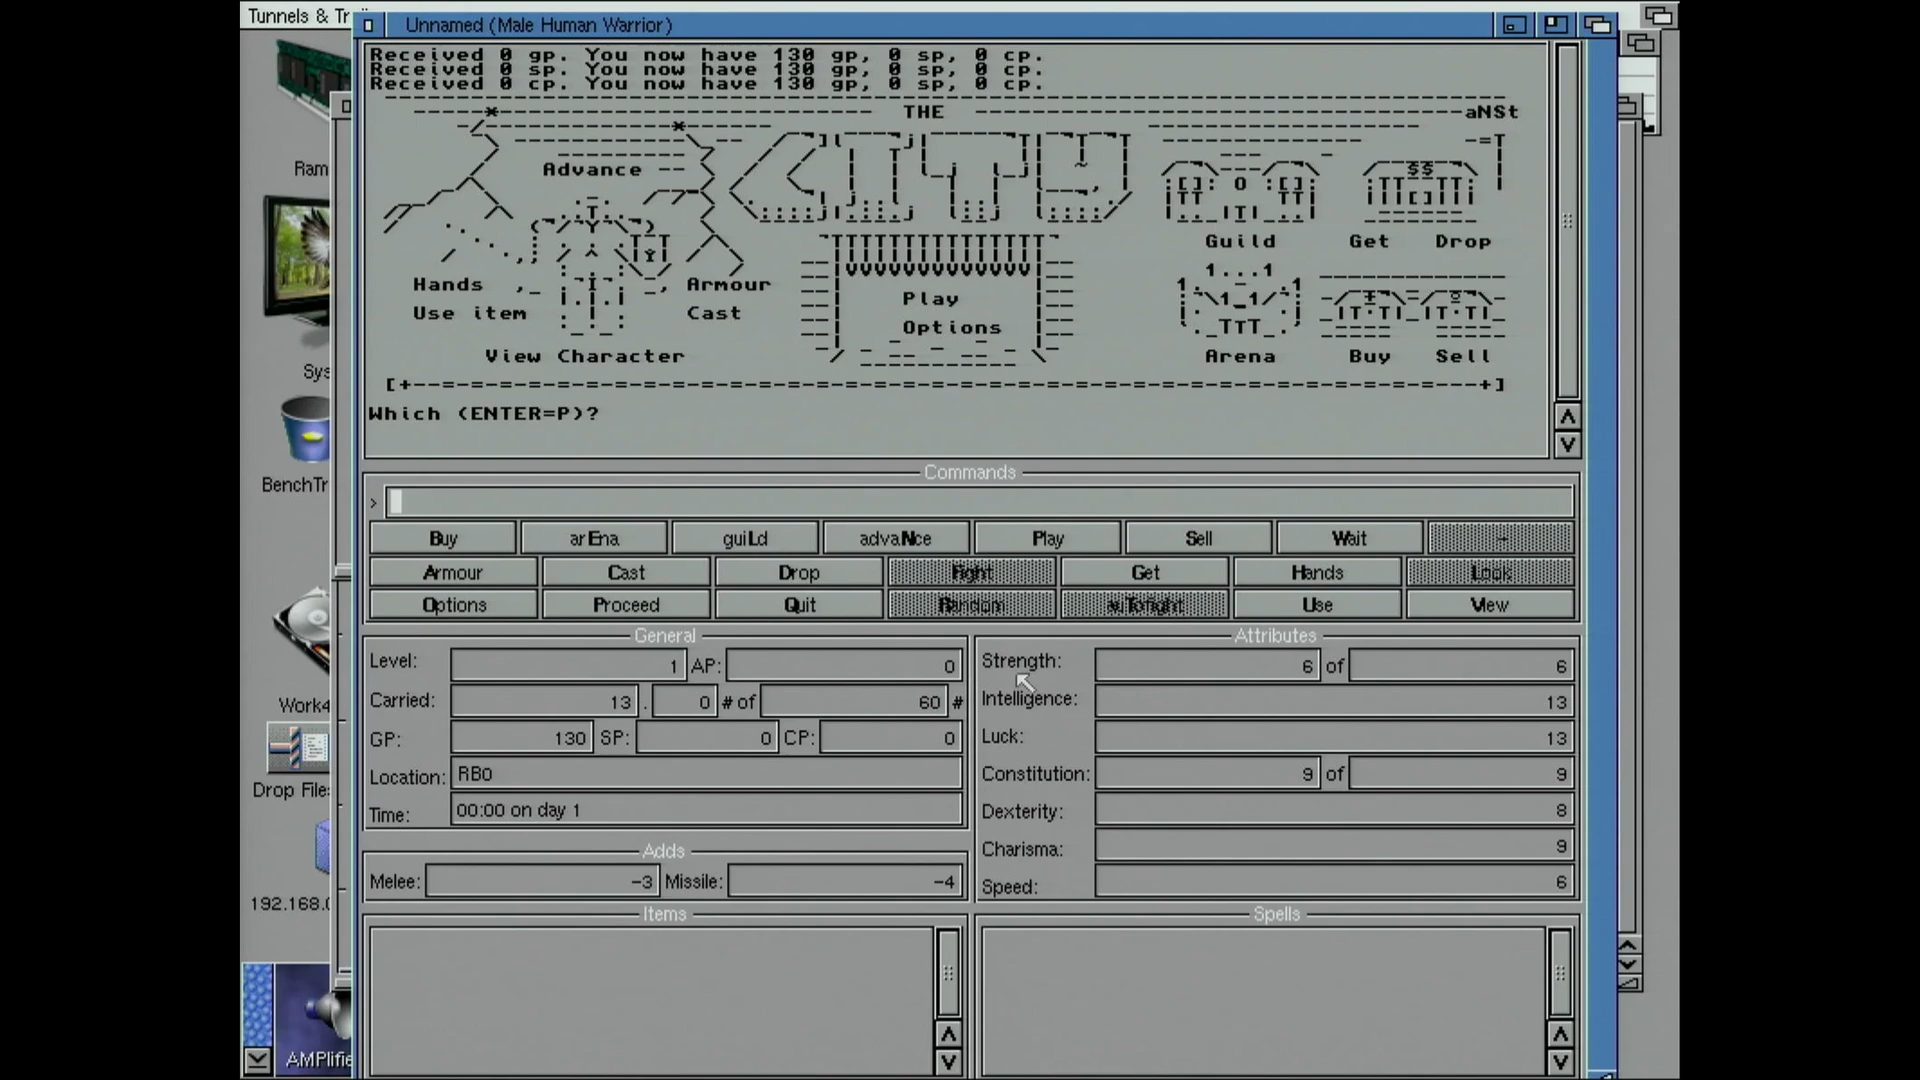 Tunnels & Tr
Unnamed (Male Human Warrior)
Received 0 gp. You now have 130 gp, 0 sp, 0 cp.
Received 0 sp. You now have 130 gp, 0 sp, 0 cp.
Received 0 cp. You now have 130 gp, 0 sp, 0 cp.
THE
aNSt
CITY
Advance
Guild
Get Drop
Hands
Armour
Use item
Cast
Play
Options
View Character
Arena
Buy
Sell
Which (ENTER=P)?
Commands
>
Buy arEna guiLd advaNce Play Sell Wait -
Armour Cast Drop Fight Get Hands Look
Options Proceed Quit Random auTofight Use View
General
Level: 1 AP: 0
Carried: 13 . 0 # of 60 #
GP: 130 SP: 0 CP: 0
Location: RB0
Time: 00:00 on day 1
Adds
Melee: -3 Missile: -4
Attributes
Strength: 6 of 6
Intelligence: 13
Luck: 13
Constitution: 9 of 9
Dexterity: 8
Charisma: 9
Speed: 6
Items
Spells
Ram
Sys
BenchTr
Work4
Drop File
192.168.0
AMPlifie